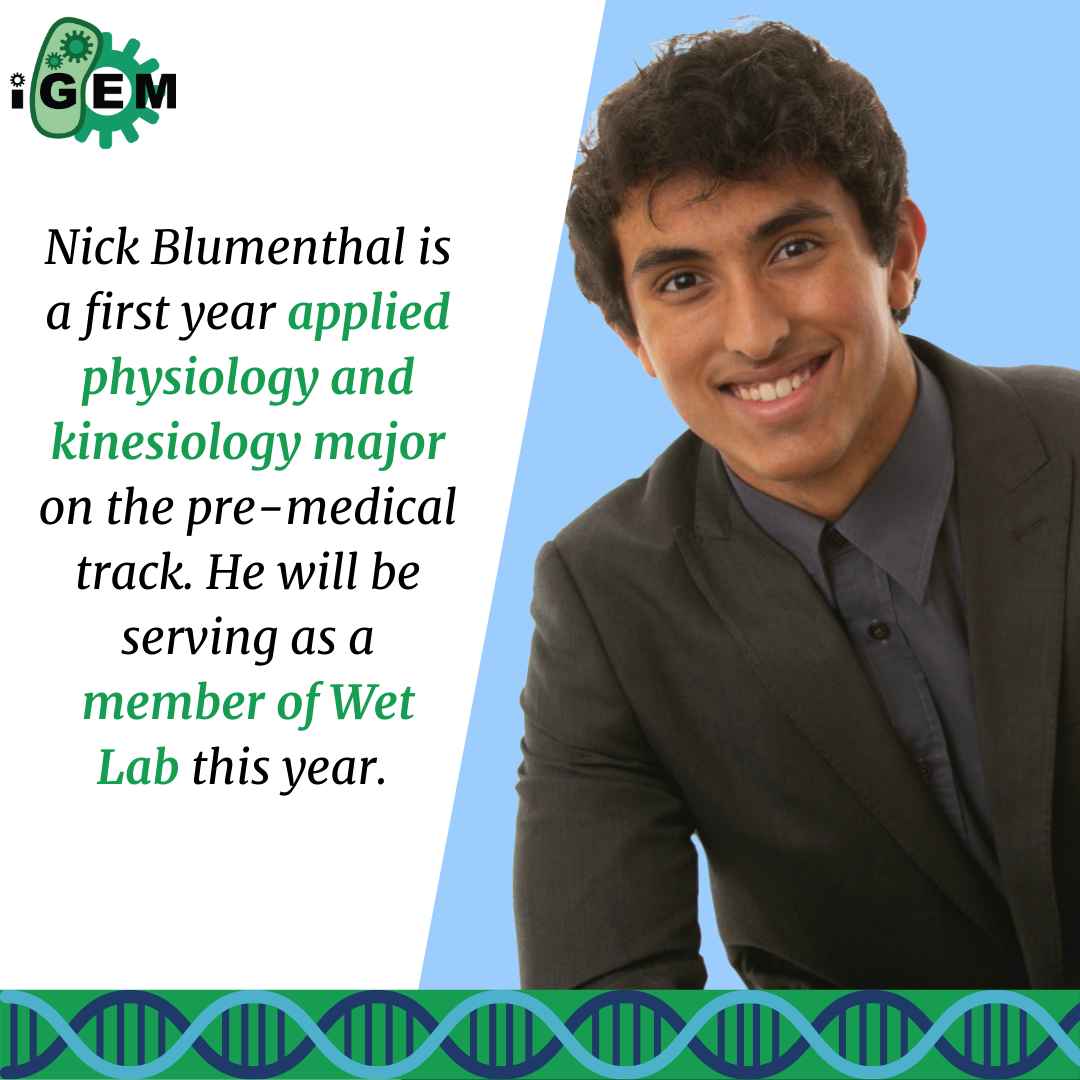 iGEM
Nick Blumenthal is
a first year applied
physiology and
kinesiology major
on the pre-medical
track. He will be
serving as a
member of Wet
Lab this year.